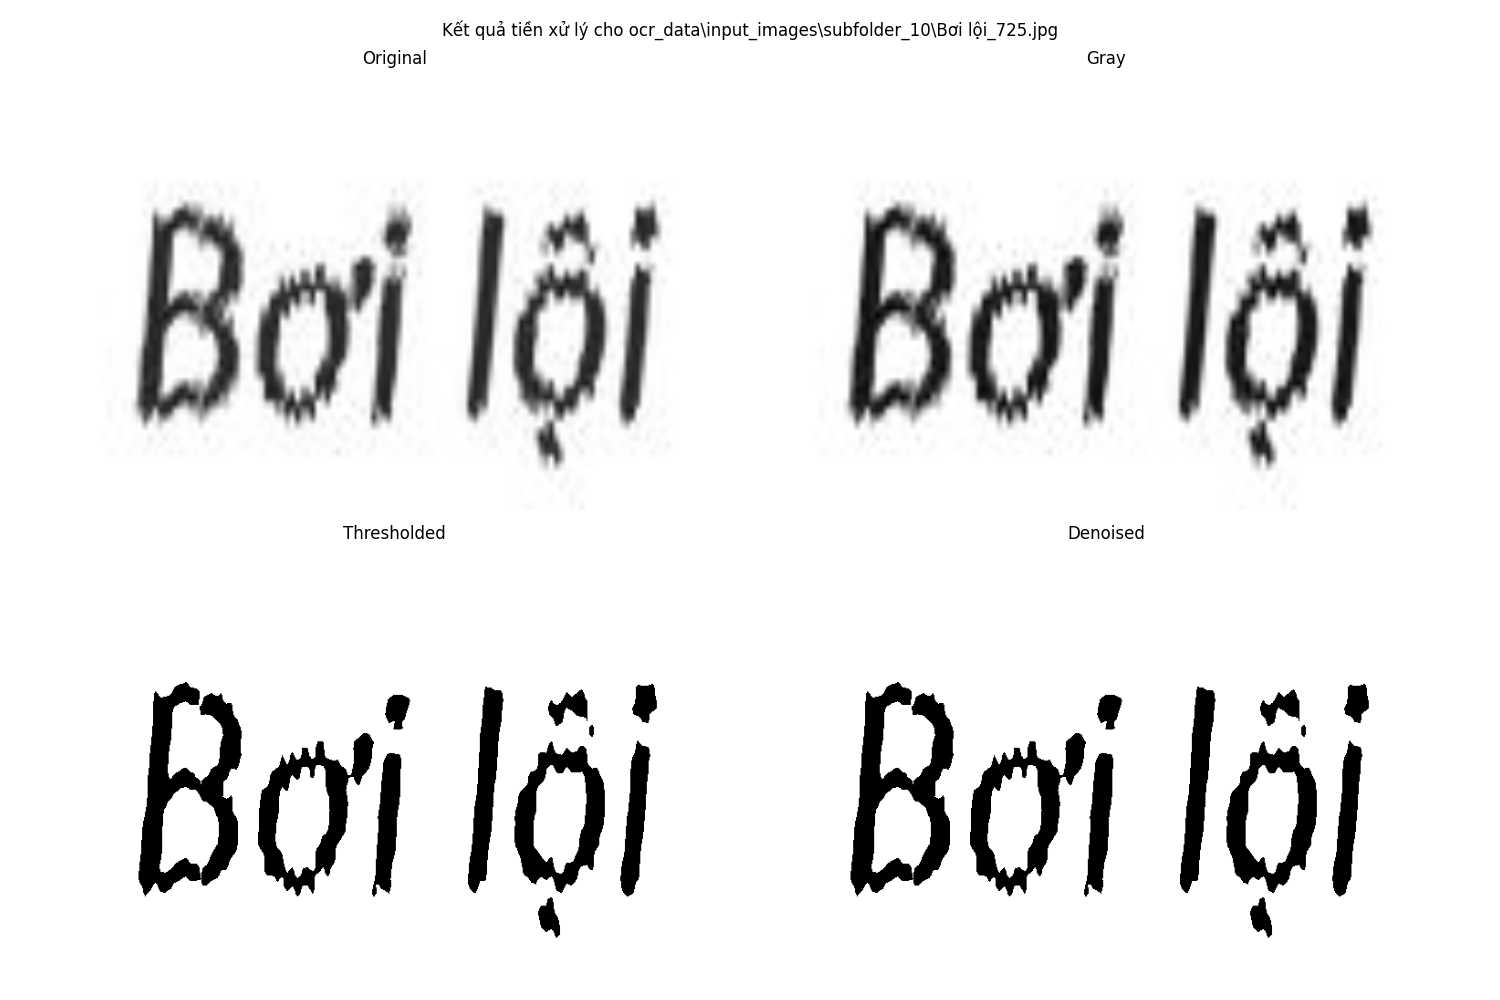 Kết quả tiền xử lý cho ocr_data\input_images\subfolder_10\Bơi lội_725.jpg
Original
Gray
Bơi lội
Bơi lội
Thresholded
Denoised
Bơi lội
Bơi lội